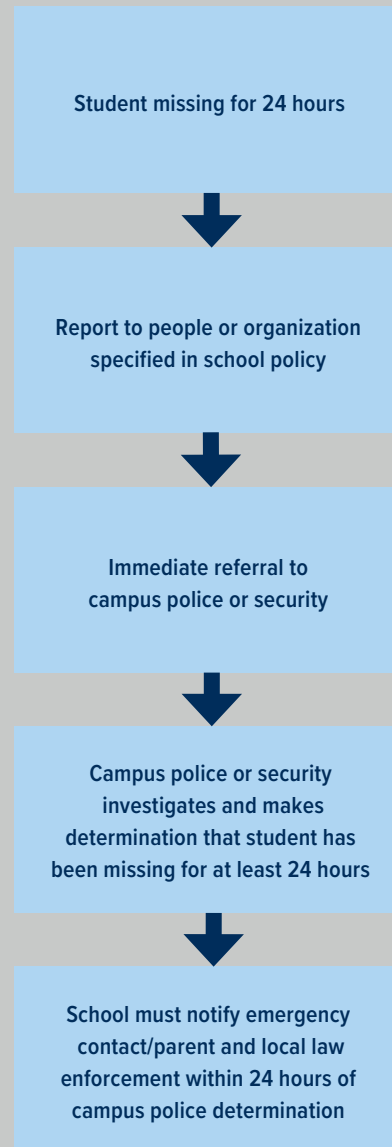 Student missing for 24 hours
Report to people or organization
specified in school policy
Immediate referral to
campus police or security
Campus police or security
investigates and makes
determination that student has
been missing for at least 24 hours
School must notify emergency
contact/parent and local law
enforcement within 24 hours of
campus police determination